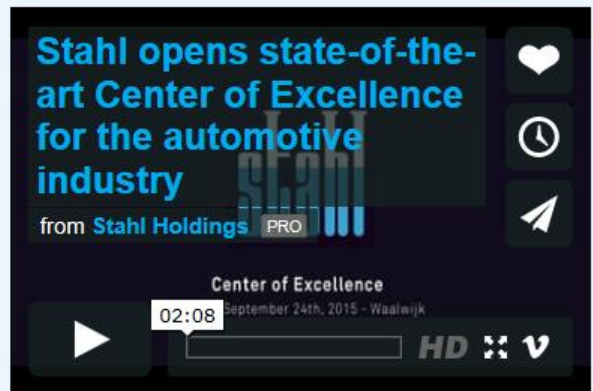 Stahl opens state-of-the-
art Center of Excellence
for the automotive
industry
from Stahl Holdings PRO
stahl
Center of Excellence
September 24th, 2015 - Waalwijk
02:08
HD